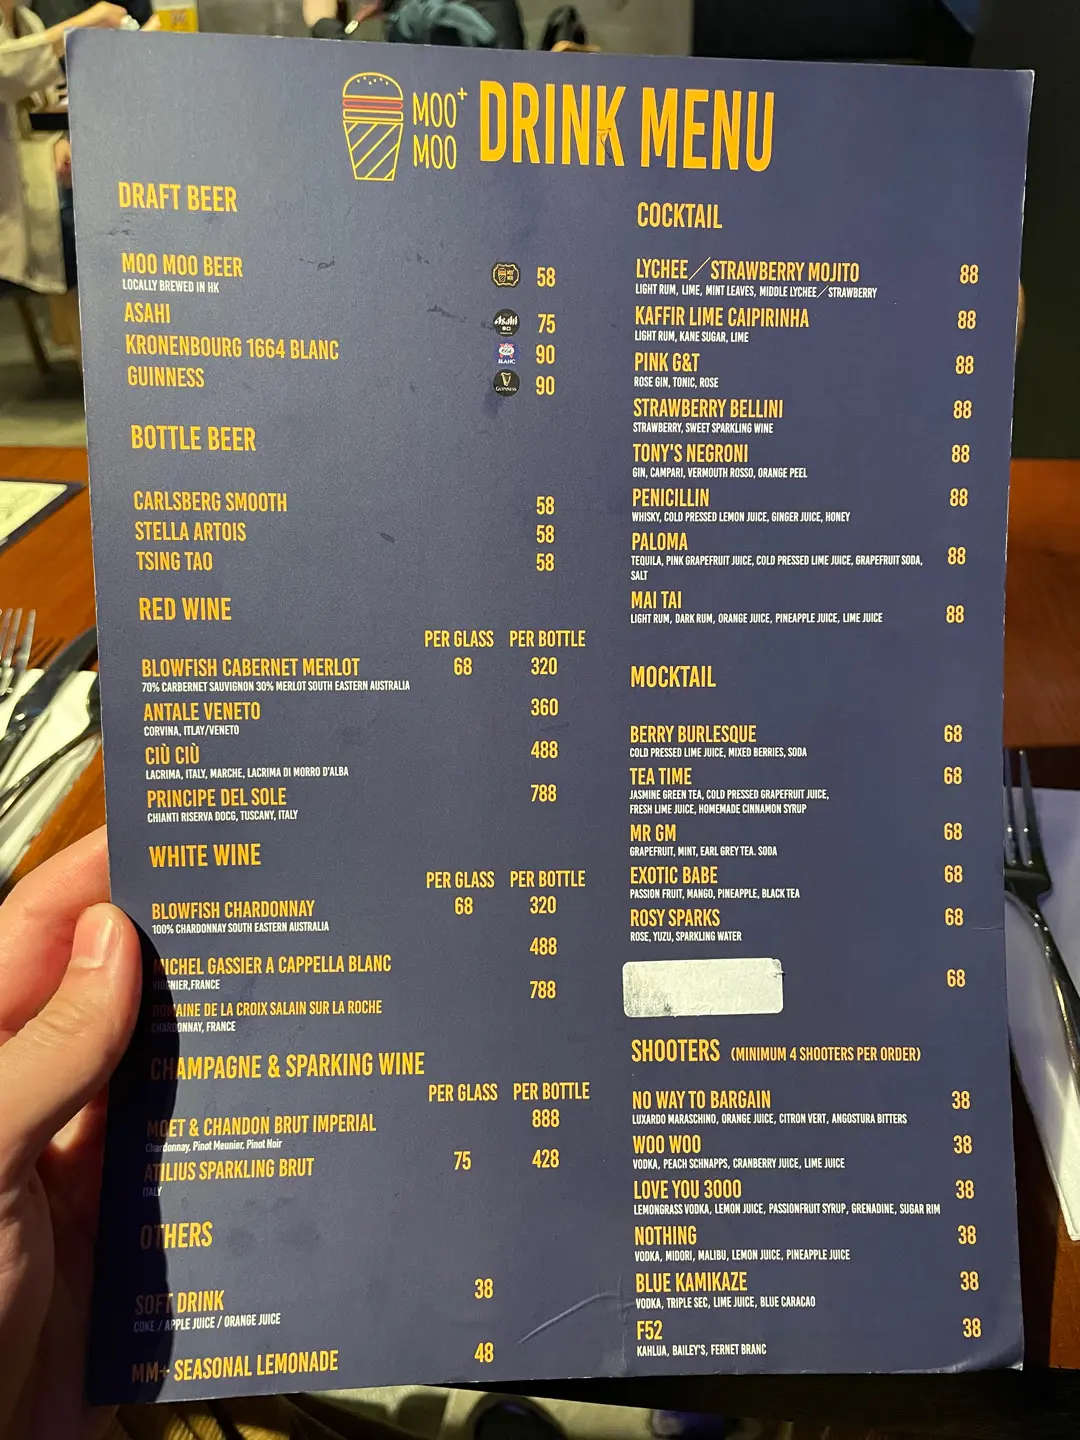 MOO+
MOO
DRINK MENU
DRAFT BEER
MOO MOO BEER 58
LOCALLY BREWED IN HK
ASAHI Asahi 75
KRONENBOURG 1664 BLANC BLANC 90
GUINNESS GUINNESS 90
BOTTLE BEER
CARLSBERG SMOOTH 58
STELLA ARTOIS 58
TSING TAO 58
RED WINE
PER GLASS PER BOTTLE
BLOWFISH CABERNET MERLOT 68 320
70% CARBERNET SAUVIGNON 30% MERLOT SOUTH EASTERN AUSTRALIA
ANTALE VENETO 360
CORVINA, ITLAY/VENETO
CIÙ CIÙ 488
LACRIMA, ITALY, MARCHE, LACRIMA DI MORRO D'ALBA
PRINCIPE DEL SOLE 788
CHIANTI RISERVA DOCG, TUSCANY, ITALY
WHITE WINE
PER GLASS PER BOTTLE
BLOWFISH CHARDONNAY 68 320
100% CHARDONNAY SOUTH EASTERN AUSTRALIA
MICHEL GASSIER A CAPPELLA BLANC 488
VIOGNIER,FRANCE
DOMAINE DE LA CROIX SALAIN SUR LA ROCHE 788
CHARDONNAY, FRANCE
CHAMPAGNE & SPARKING WINE
PER GLASS PER BOTTLE
MOET & CHANDON BRUT IMPERIAL 888
Chardonnay, Pinot Meunier, Pinot Noir
ATILIUS SPARKLING BRUT 75 428
ITALY
OTHERS
SOFT DRINK 38
COKE / APPLE JUICE / ORANGE JUICE
MM+ SEASONAL LEMONADE 48
COCKTAIL
LYCHEE/STRAWBERRY MOJITO 88
LIGHT RUM, LIME, MINT LEAVES, MIDDLE LYCHEE/STRAWBERRY
KAFFIR LIME CAIPIRINHA 88
LIGHT RUM, KANE SUGAR, LIME
PINK G&T 88
ROSE GIN, TONIC, ROSE
STRAWBERRY BELLINI 88
STRAWBERRY, SWEET SPARKLING WINE
TONY'S NEGRONI 88
GIN, CAMPARI, VERMOUTH ROSSO, ORANGE PEEL
PENICILLIN 88
WHISKY, COLD PRESSED LEMON JUICE, GINGER JUICE, HONEY
PALOMA 88
TEQUILA, PINK GRAPEFRUIT JUICE, COLD PRESSED LIME JUICE, GRAPEFRUIT SODA,
SALT
MAI TAI 88
LIGHT RUM, DARK RUM, ORANGE JUICE, PINEAPPLE JUICE, LIME JUICE
MOCKTAIL
BERRY BURLESQUE 68
COLD PRESSED LIME JUICE, MIXED BERRIES, SODA
TEA TIME 68
JASMINE GREEN TEA, COLD PRESSED GRAPEFRUIT JUICE,
FRESH LIME JUICE, HOMEMADE CINNAMON SYRUP
MR GM 68
GRAPEFRUIT, MINT, EARL GREY TEA. SODA
EXOTIC BABE 68
PASSION FRUIT, MANGO, PINEAPPLE, BLACK TEA
ROSY SPARKS 68
ROSE, YUZU, SPARKLING WATER
68
SHOOTERS (MINIMUM 4 SHOOTERS PER ORDER)
NO WAY TO BARGAIN 38
LUXARDO MARASCHINO, ORANGE JUICE, CITRON VERT, ANGOSTURA BITTERS
WOO WOO 38
VODKA, PEACH SCHNAPPS, CRANBERRY JUICE, LIME JUICE
LOVE YOU 3000 38
LEMONGRASS VODKA, LEMON JUICE, PASSIONFRUIT SYRUP, GRENADINE, SUGAR RIM
NOTHING 38
VODKA, MIDORI, MALIBU, LEMON JUICE, PINEAPPLE JUICE
BLUE KAMIKAZE 38
VODKA, TRIPLE SEC, LIME JUICE, BLUE CARACAO
F52 38
KAHLUA, BAILEY'S, FERNET BRANC